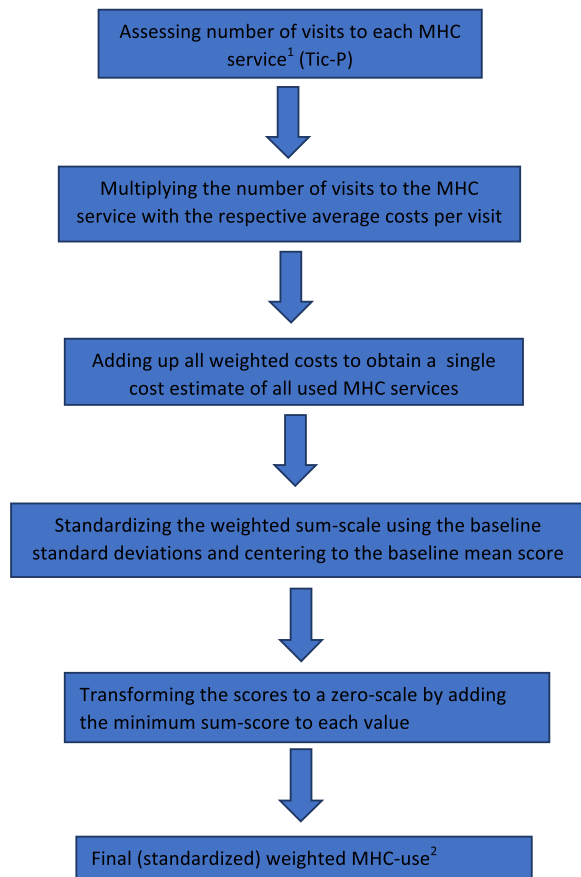 Assessing number of visits to each MHC
service¹ (Tic-P)
Multiplying the number of visits to the MHC
service with the respective average costs per visit
Adding up all weighted costs to obtain a  single
cost estimate of all used MHC services
Standardizing the weighted sum-scale using the baseline
standard deviations and centering to the baseline mean score
Transforming the scores to a zero-scale by adding
the minimum sum-score to each value
Final (standardized) weighted MHC-use²